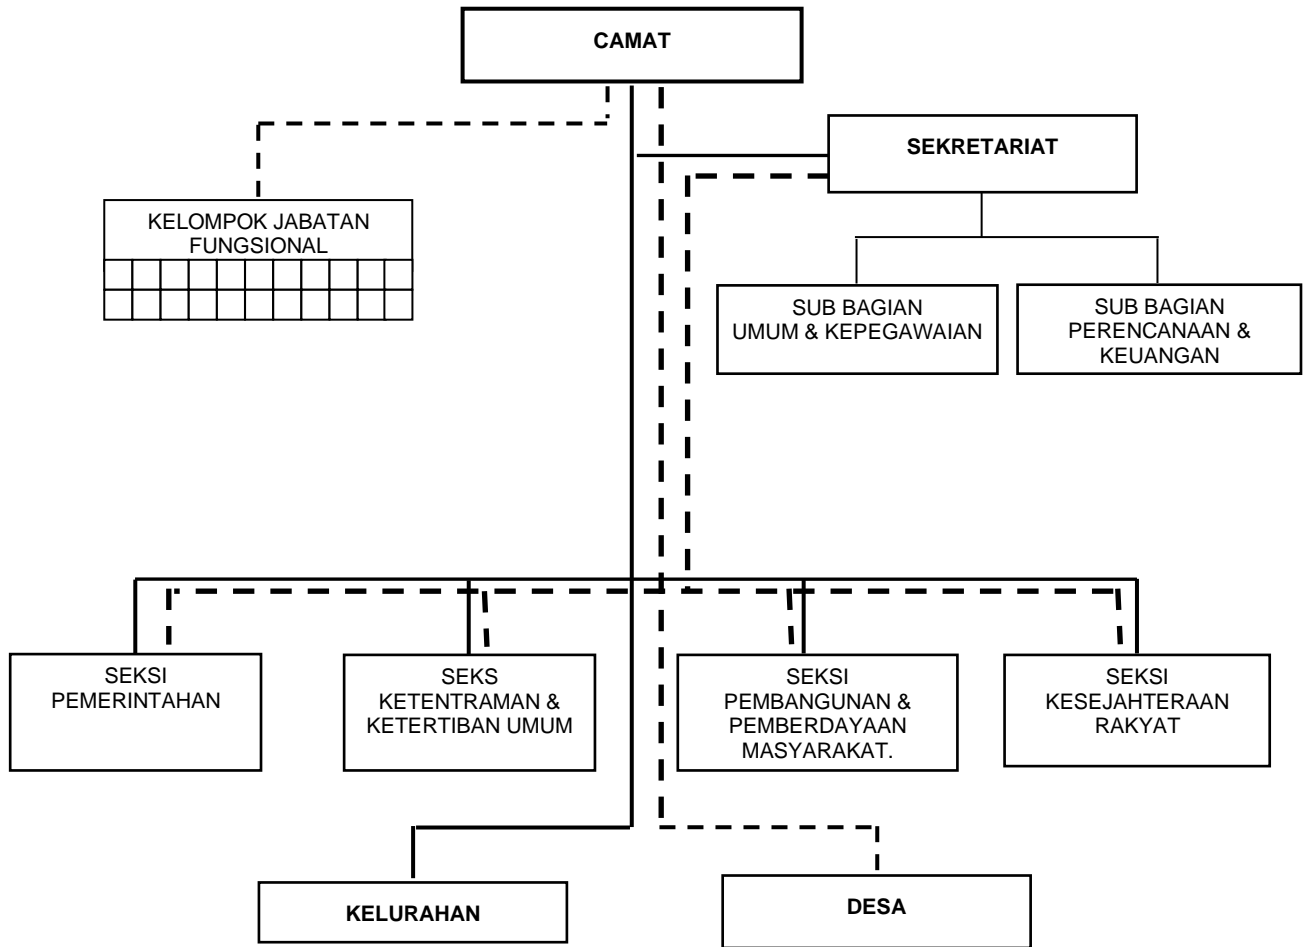 CAMAT
SEKRETARIAT
KELOMPOK JABATAN
FUNGSIONAL
SUB BAGIAN
UMUM & KEPEGAWAIAN
SUB BAGIAN
PERENCANAAN &
KEUANGAN
SEKSI
PEMERINTAHAN
SEKS
KETENTRAMAN &
KETERTIBAN UMUM
SEKSI
PEMBANGUNAN &
PEMBERDAYAAN
MASYARAKAT.
SEKSI
KESEJAHTERAAN
RAKYAT
KELURAHAN
DESA